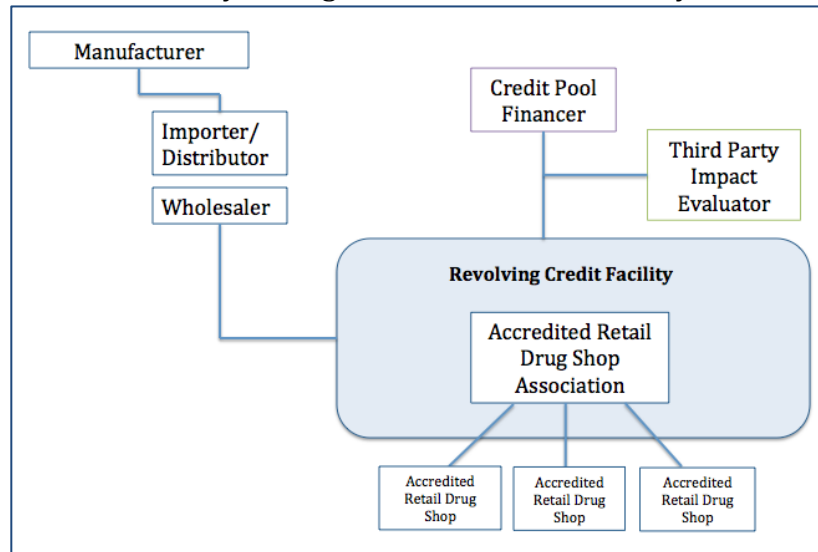 Manufacturer
Importer/
Distributor
Wholesaler
Credit Pool
Financer
Third Party
Impact
Evaluator
Revolving Credit Facility
Accredited Retail
Drug Shop
Association
Accredited
Retail Drug
Shop
Accredited
Retail Drug
Shop
Accredited
Retail Drug
Shop